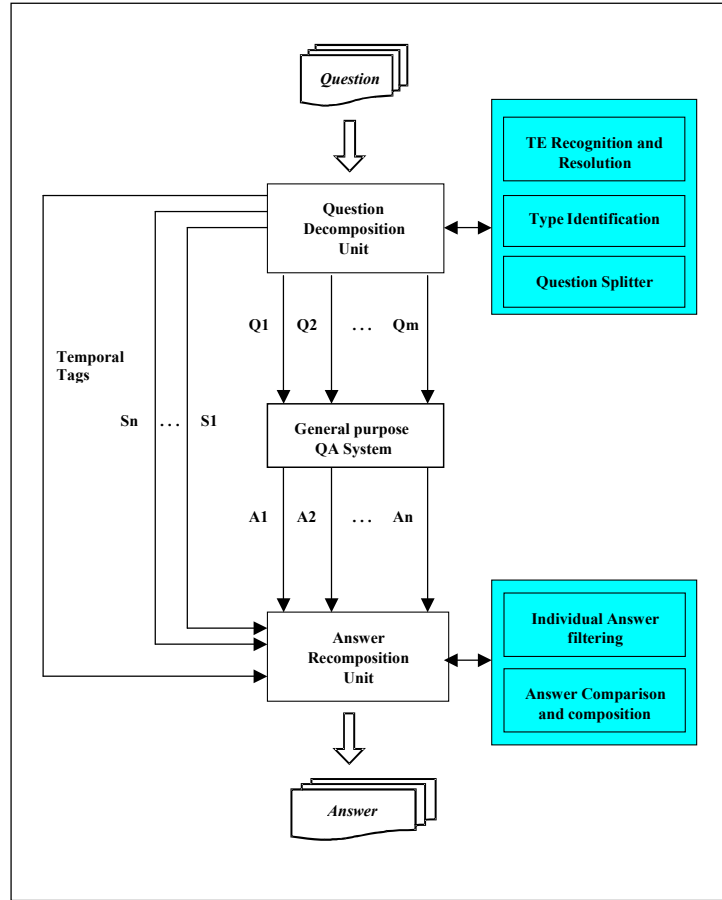 Question
TE Recognition and
Resolution
Question
Decomposition
Unit
Type Identification
Question Splitter
Q1 Q2 . . . Qm
Temporal
Tags
Sn . . . S1
General purpose
QA System
A1 A2 . . . An
Answer
Recomposition
Unit
Individual Answer
filtering
Answer Comparison
and composition
Answer